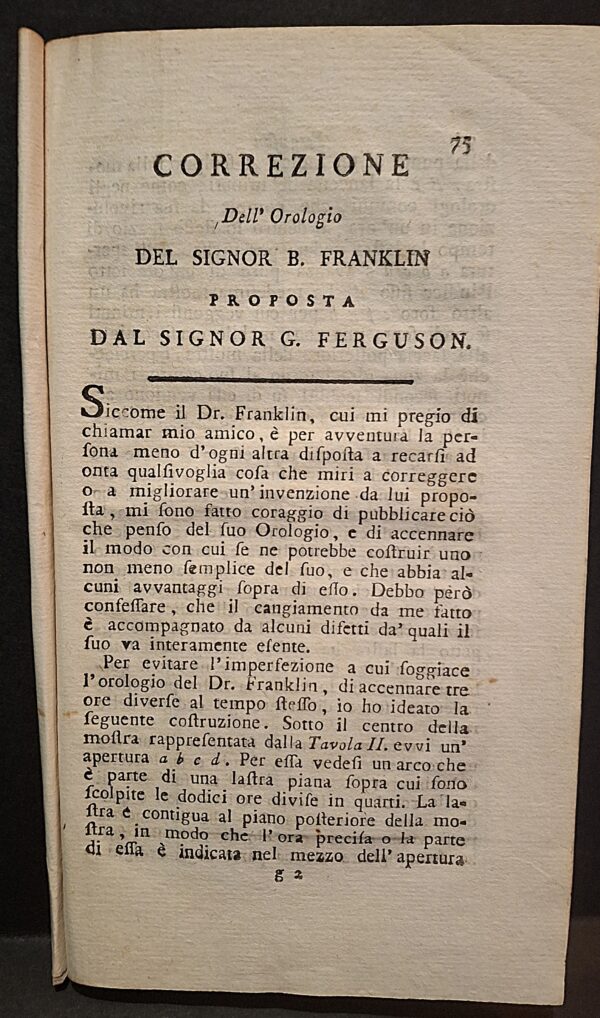 75
CORREZIONE
Dell' Orologio
DEL SIGNOR B. FRANKLIN
PROPOSTA
DAL SIGNOR G. FERGUSON.
Siccome il Dr. Franklin, cui mi pregio di
chiamar mio amico, è per avventura la per-
ſona meno d'ogni altra diſpoſta a recarſi ad
onta qualſivoglia coſa che miri a correggere
o a migliorare un'invenzione da lui propo-
ſta, mi ſono fatto coraggio di pubblicare ciò
che penſo del ſuo Orologio, e di accennare
il modo con cui ſe ne potrebbe coſtruir uno
non meno ſemplice del ſuo, e che abbia al-
cuni avvantaggi ſopra di eſſo. Debbo però
confeſſare, che il cangiamento da me fatto
è accompagnato da alcuni difetti da' quali il
ſuo va interamente eſente.
Per evitare l'imperfezione a cui ſoggiace
l'orologio del Dr. Franklin, di accennare tre
ore diverſe al tempo ſteſſo, io ho ideato la
ſeguente coſtruzione. Sotto il centro della
moſtra rappreſentata dalla Tavola II. evvi un'
apertura a b c d. Per eſſa vedeſi un arco che
è parte di una laſtra piana ſopra cui ſono
ſcolpite le dodici ore diviſe in quarti. La la-
ſtra è contigua al piano poſteriore della mo-
ſtra, in modo che l'ora preciſa o la parte
di eſſa è indicata nel mezzo dell'apertura
g 2